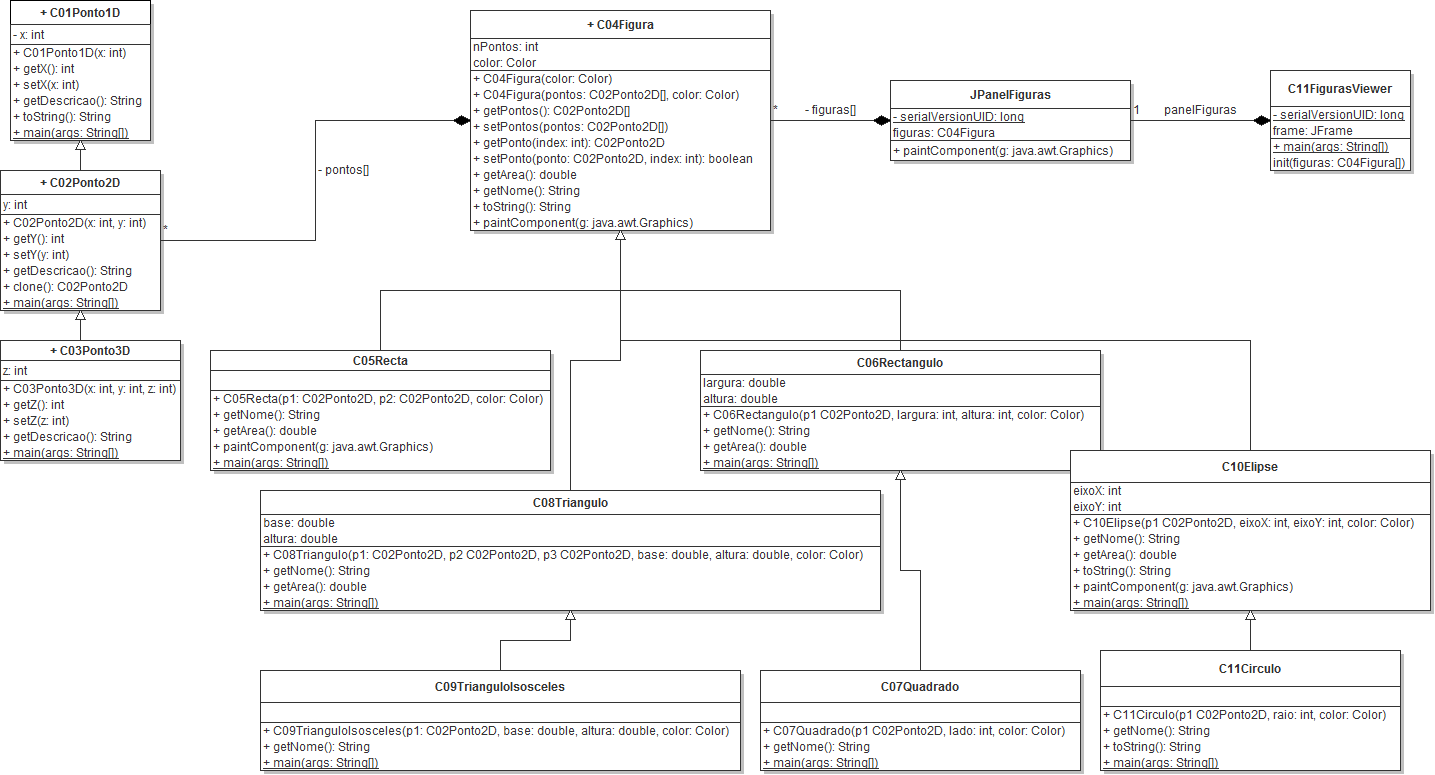 + C01Ponto1D
- x: int
+ C01Ponto1D(x: int)
+ getX(): int
+ setX(x: int)
+ getDescricao(): String
+ toString(): String
+ main(args: String[])
+ C02Ponto2D
y: int
+ C02Ponto2D(x: int, y: int)
+ getY(): int
+ setY(y: int)
+ getDescricao(): String
+ clone(): C02Ponto2D
+ main(args: String[])
+ C03Ponto3D
z: int
+ C03Ponto3D(x: int, y: int, z: int)
+ getZ(): int
+ setZ(z: int)
+ getDescricao(): String
+ main(args: String[])
*
- pontos[]
+ C04Figura
nPontos: int
color: Color
+ C04Figura(color: Color)
+ C04Figura(pontos: C02Ponto2D[], color: Color)
+ getPontos(): C02Ponto2D[]
+ setPontos(pontos: C02Ponto2D[])
+ getPonto(index: int): C02Ponto2D
+ setPonto(ponto: C02Ponto2D, index: int): boolean
+ getArea(): double
+ getNome(): String
+ toString(): String
+ paintComponent(g: java.awt.Graphics)
*
- figuras[]
JPanelFiguras
- serialVersionUID: long
figuras: C04Figura
+ paintComponent(g: java.awt.Graphics)
1
panelFiguras
C11FigurasViewer
- serialVersionUID: long
frame: JFrame
+ main(args: String[])
init(figuras: C04Figura[])
C05Recta
+ C05Recta(p1: C02Ponto2D, p2: C02Ponto2D, color: Color)
+ getNome(): String
+ getArea(): double
+ paintComponent(g: java.awt.Graphics)
+ main(args: String[])
C06Rectangulo
largura: double
altura: double
+ C06Rectangulo(p1 C02Ponto2D, largura: int, altura: int, color: Color)
+ getNome(): String
+ getArea(): double
+ main(args: String[])
C10Elipse
eixoX: int
eixoY: int
+ C10Elipse(p1 C02Ponto2D, eixoX: int, eixoY: int, color: Color)
+ getNome(): String
+ getArea(): double
+ toString(): String
+ paintComponent(g: java.awt.Graphics)
+ main(args: String[])
C08Triangulo
base: double
altura: double
+ C08Triangulo(p1: C02Ponto2D, p2 C02Ponto2D, p3 C02Ponto2D, base: double, altura: double, color: Color)
+ getNome(): String
+ getArea(): double
+ main(args: String[])
C09TrianguloIsosceles
+ C09TrianguloIsosceles(p1: C02Ponto2D, base: double, altura: double, color: Color)
+ getNome(): String
+ main(args: String[])
C07Quadrado
+ C07Quadrado(p1 C02Ponto2D, lado: int, color: Color)
+ getNome(): String
+ main(args: String[])
C11Circulo
+ C11Circulo(p1 C02Ponto2D, raio: int, color: Color)
+ getNome(): String
+ toString(): String
+ main(args: String[])